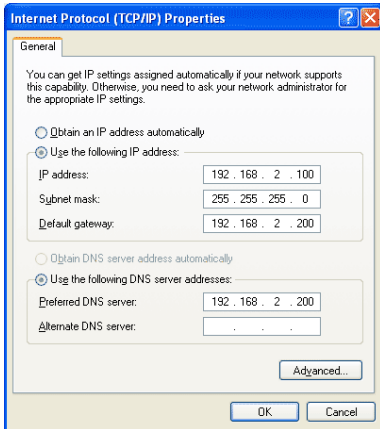 Internet Protocol (TCP/IP) Properties
General
You can get IP settings assigned automatically if your network supports
this capability. Otherwise, you need to ask your network administrator for
the appropriate IP settings.
Obtain an IP address automatically
Use the following IP address:
IP address: 192 . 168 . 2 . 100
Subnet mask: 255 . 255 . 255 . 0
Default gateway: 192 . 168 . 2 . 200
Obtain DNS server address automatically
Use the following DNS server addresses:
Preferred DNS server: 192 . 168 . 2 . 200
Alternate DNS server: . . .
Advanced...
OK Cancel